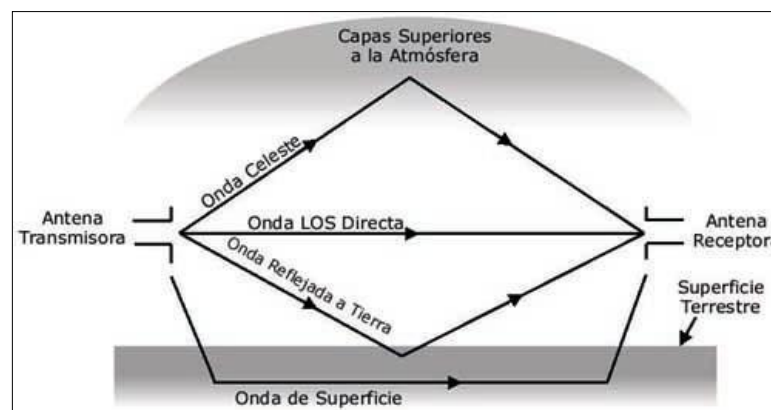 Capas Superiores
a la Atmósfera
Onda Celeste
Antena
Transmisora
Onda LOS Directa
Antena
Receptora
Onda Reflejada a Tierra
Superficie
Terrestre
Onda de Superficie